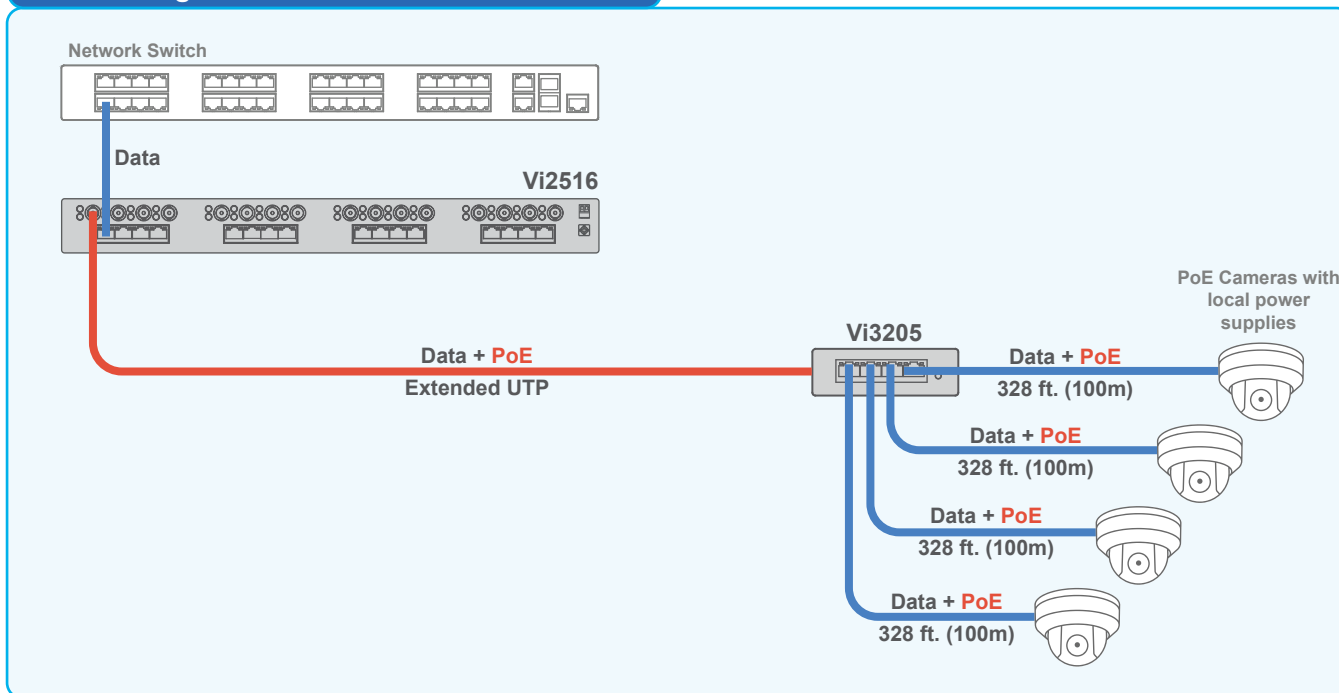 Network Switch
Data
Vi2516
PoE Cameras with
local power
supplies
Vi3205
Data + PoE
Extended UTP
Data + PoE
328 ft. (100m)
Data + PoE
328 ft. (100m)
Data + PoE
328 ft. (100m)
Data + PoE
328 ft. (100m)